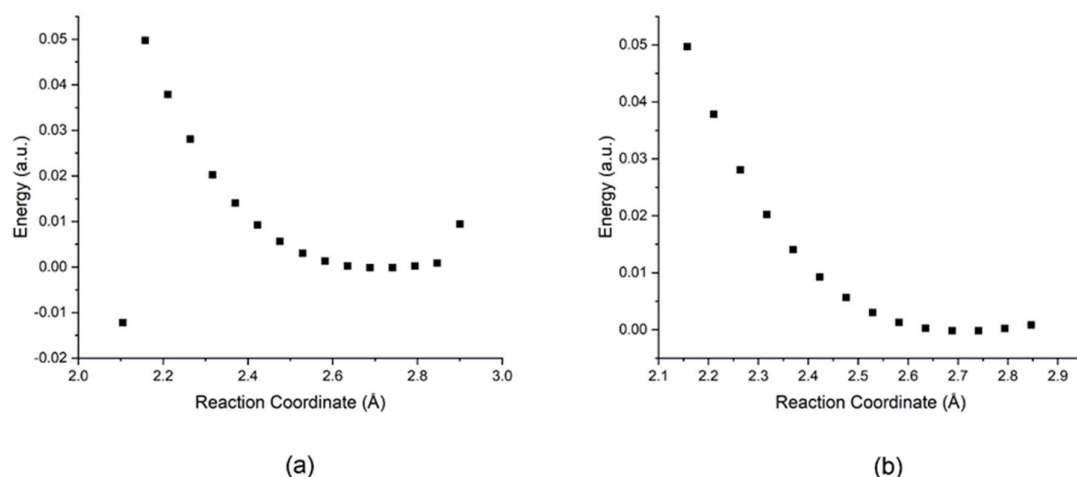 0.05
0.04
0.03
0.02
0.01
0.00
-0.01
-0.02
Energy (a.u.)
2.0 2.2 2.4 2.6 2.8 3.0
Reaction Coordinate (Å)
(a)
0.05
0.04
0.03
0.02
0.01
0.00
Energy (a.u.)
2.1 2.2 2.3 2.4 2.5 2.6 2.7 2.8 2.9
Reaction Coordinate (Å)
(b)